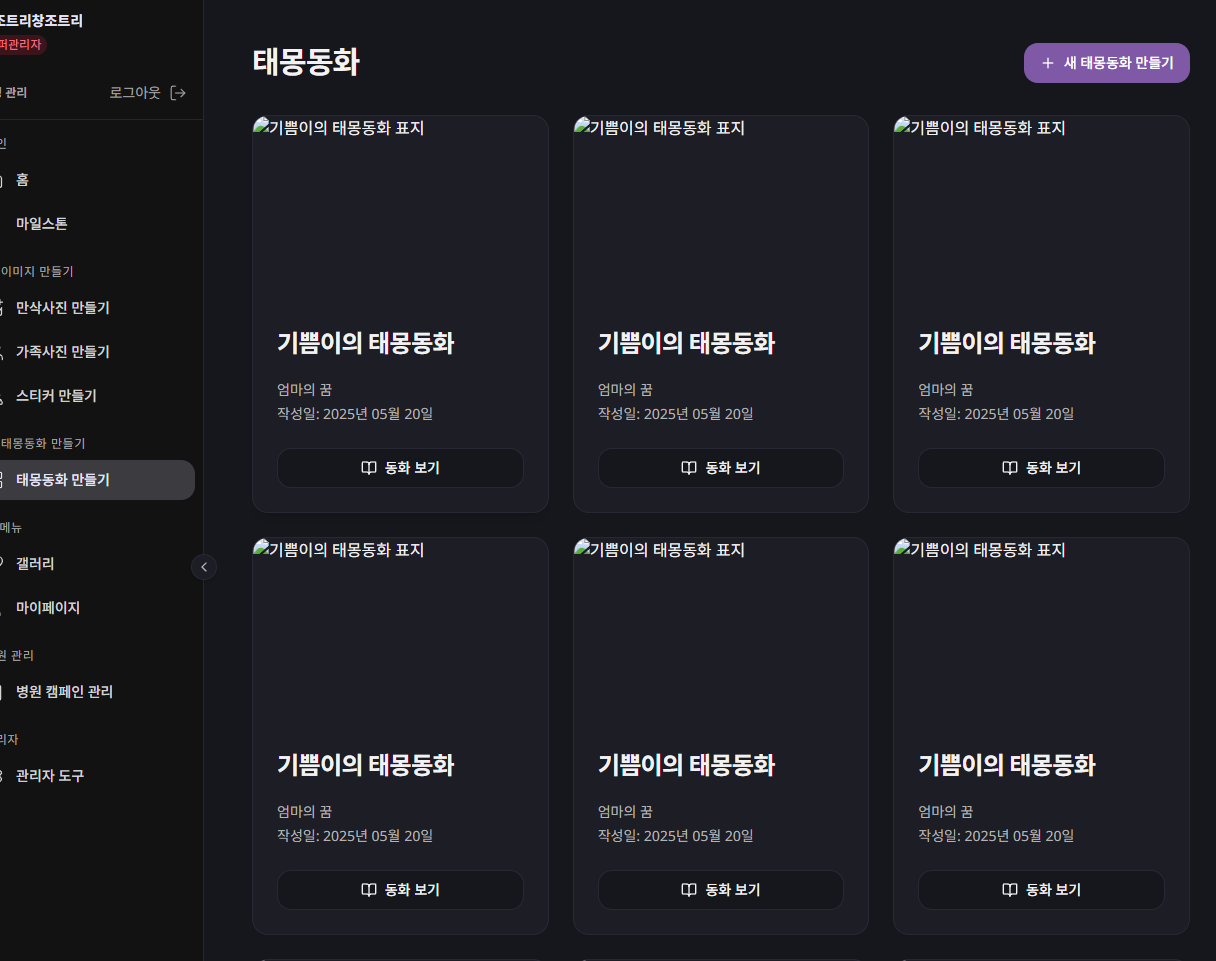 조트리창조트리
퍼관리자
관리
로그아웃
인
홈
마일스톤
이미지 만들기
만삭사진 만들기
가족사진 만들기
스티커 만들기
태몽동화 만들기
태몽동화 만들기
메뉴
갤러리
마이페이지
원 관리
병원 캠페인 관리
리자
관리자 도구
태몽동화
+ 새 태몽동화 만들기
기쁨이의 태몽동화 표지
기쁨이의 태몽동화
엄마의 꿈
작성일: 2025년 05월 20일
동화 보기
기쁨이의 태몽동화 표지
기쁨이의 태몽동화
엄마의 꿈
작성일: 2025년 05월 20일
동화 보기
기쁨이의 태몽동화 표지
기쁨이의 태몽동화
엄마의 꿈
작성일: 2025년 05월 20일
동화 보기
기쁨이의 태몽동화 표지
기쁨이의 태몽동화
엄마의 꿈
작성일: 2025년 05월 20일
동화 보기
기쁨이의 태몽동화 표지
기쁨이의 태몽동화
엄마의 꿈
작성일: 2025년 05월 20일
동화 보기
기쁨이의 태몽동화 표지
기쁨이의 태몽동화
엄마의 꿈
작성일: 2025년 05월 20일
동화 보기